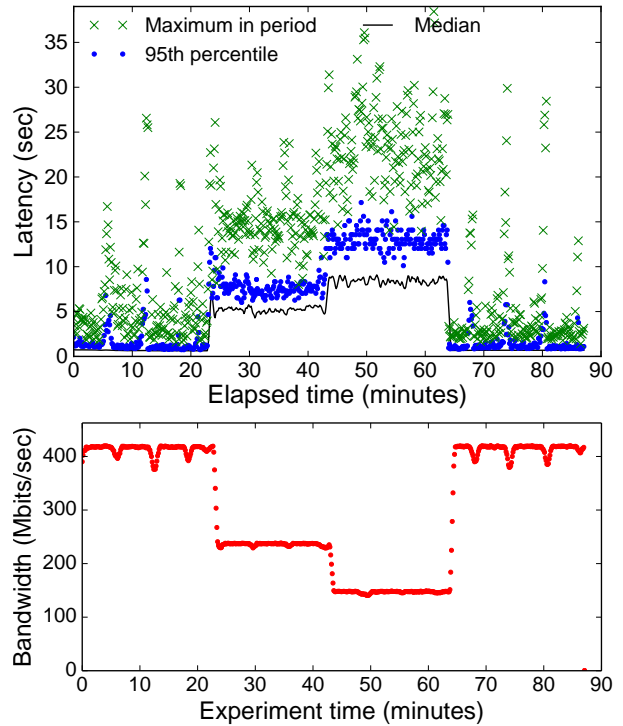 Maximum in period
Median
95th percentile
Latency (sec)
35
30
25
20
15
10
5
0
0 10 20 30 40 50 60 70 80 90
Elapsed time (minutes)
Bandwidth (Mbits/sec)
400
300
200
100
0
0 10 20 30 40 50 60 70 80 90
Experiment time (minutes)